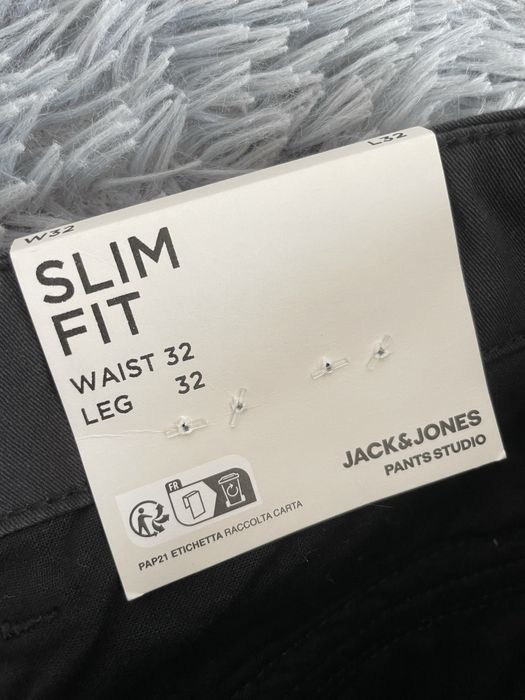 W32
L32
SLIM
FIT
WAIST 32
LEG 32
JACK&JONES
PANTS STUDIO
FR
PAP21 ETICHETTA RACCOLTA CARTA